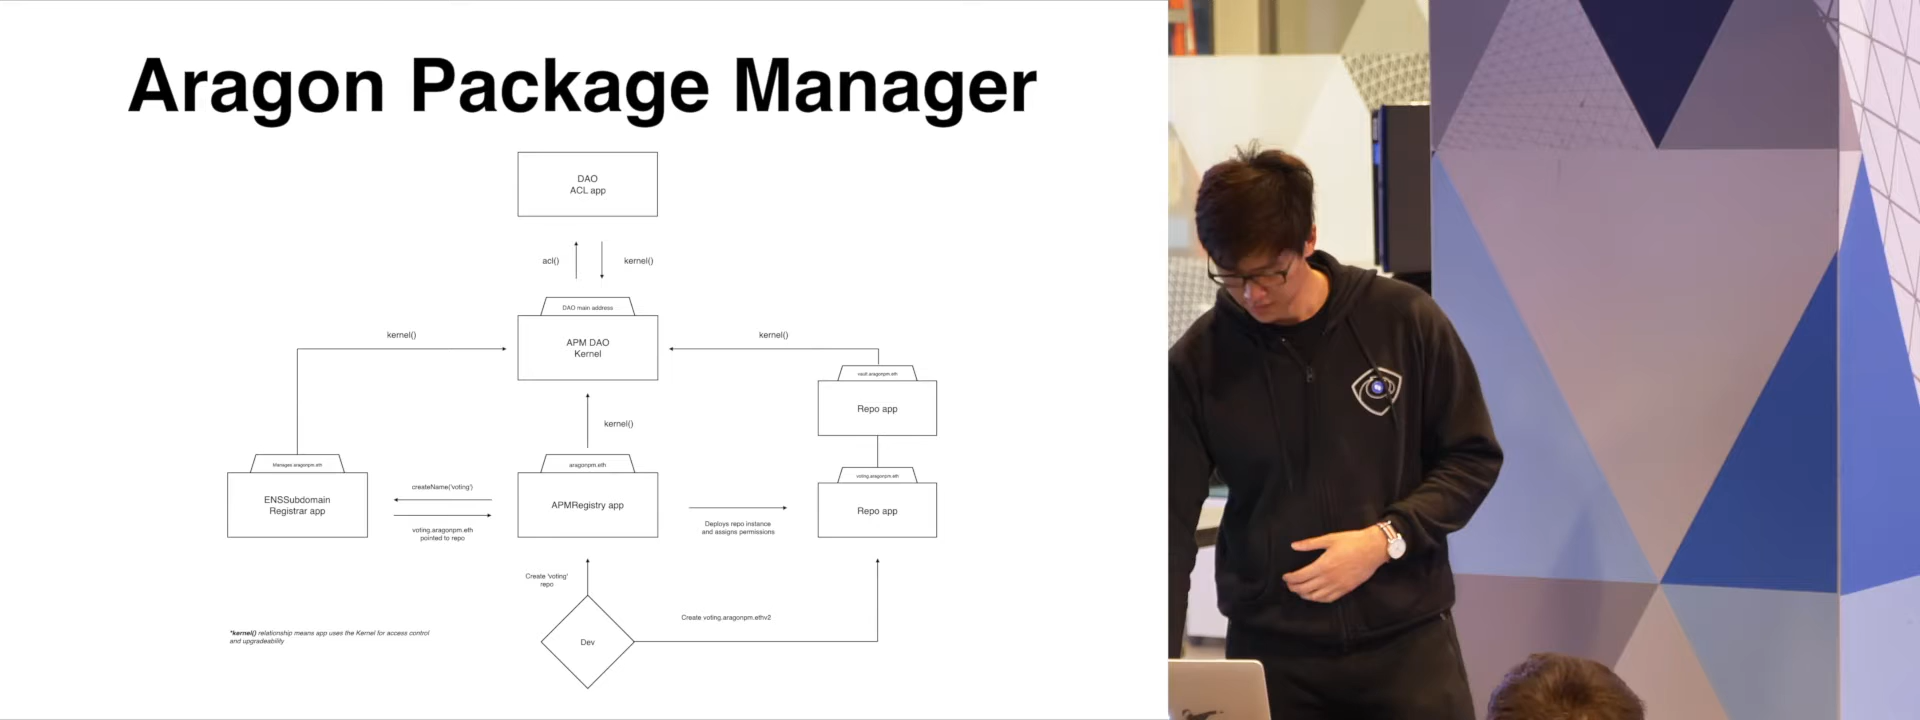 Aragon Package Manager
DAO
ACL app
acl()
kernel()
DAO main address
APM DAO
Kernel
kernel()
kernel()
vault.aragonpm.eth
Repo app
kernel()
Manages aragonpm.eth
ENSSubdomain
Registrar app
createName('voting')
voting.aragonpm.eth
pointed to repo
aragonpm.eth
APMRegistry app
Deploys repo instance
and assigns permissions
voting.aragonpm.eth
Repo app
Create 'voting'
repo
Create voting.aragonpm.ethv2
Dev
*kernel() relationship means app uses the Kernel for access control
and upgradeability